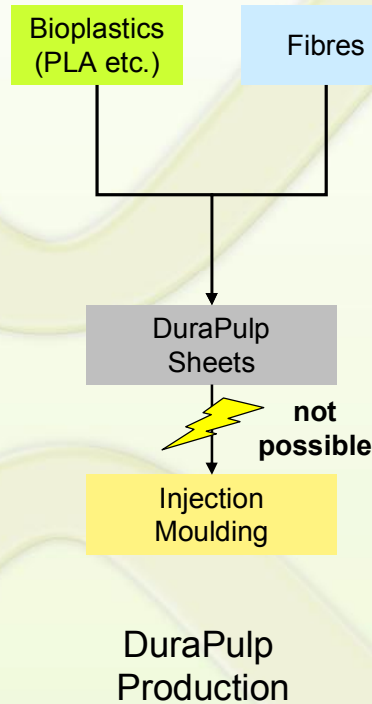 Bioplastics
(PLA etc.)
Fibres
DuraPulp
Sheets
not
possible
Injection
Moulding
DuraPulp
Production